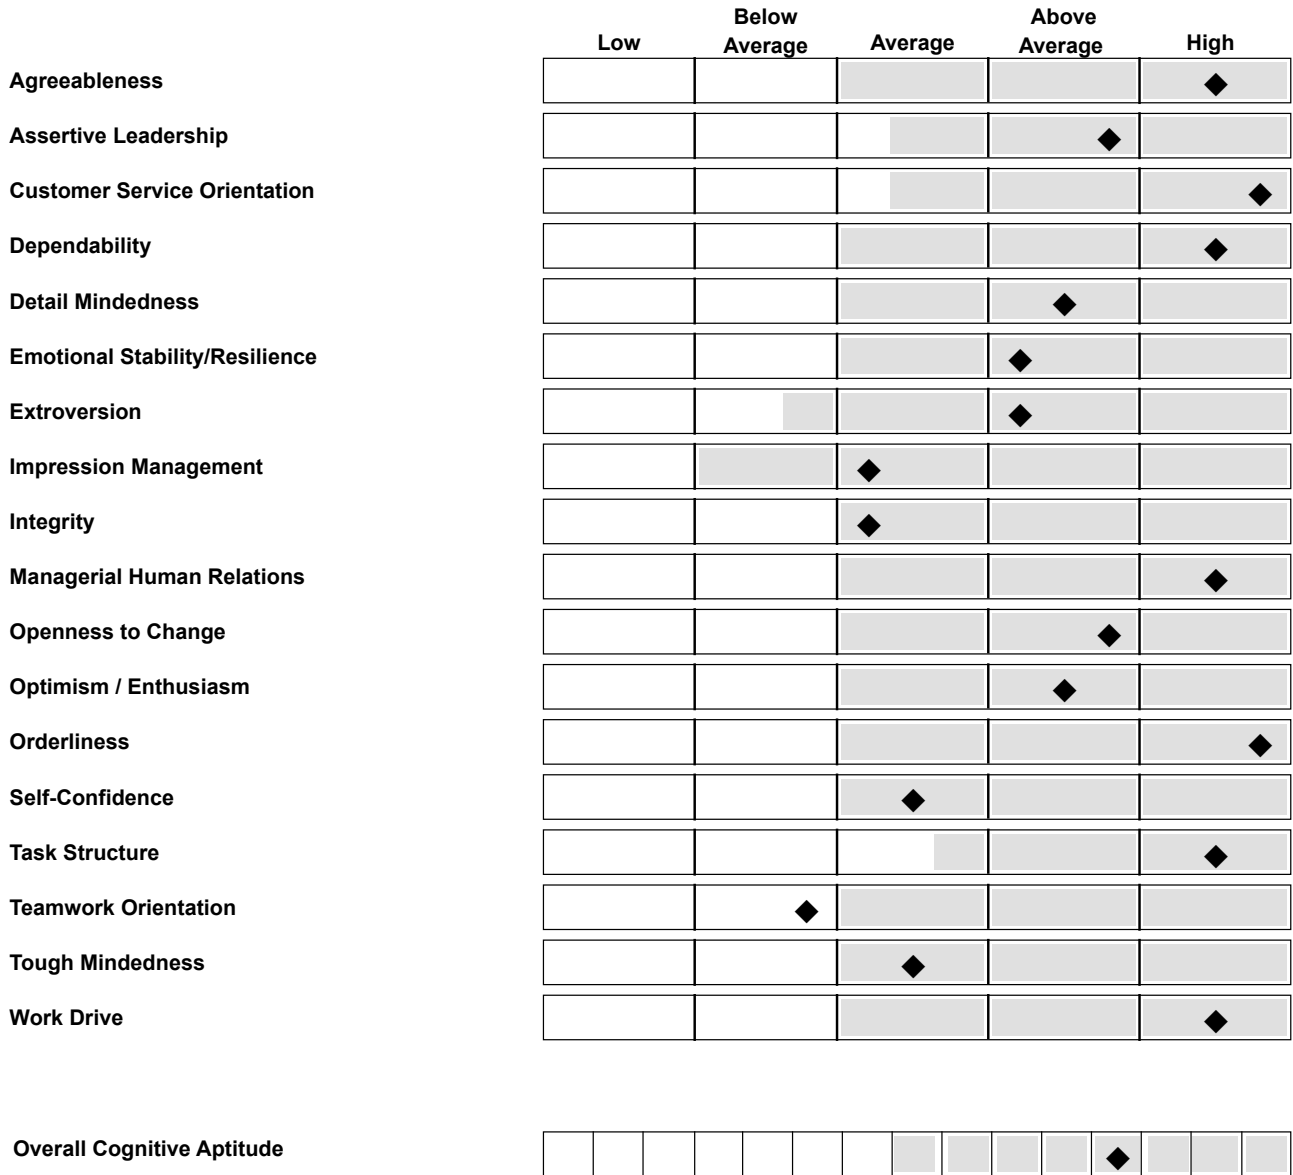 Below Above
Low Average Average Average High
Agreeableness
Assertive Leadership
Customer Service Orientation
Dependability
Detail Mindedness
Emotional Stability/Resilience
Extroversion
Impression Management
Integrity
Managerial Human Relations
Openness to Change
Optimism / Enthusiasm
Orderliness
Self-Confidence
Task Structure
Teamwork Orientation
Tough Mindedness
Work Drive
Overall Cognitive Aptitude